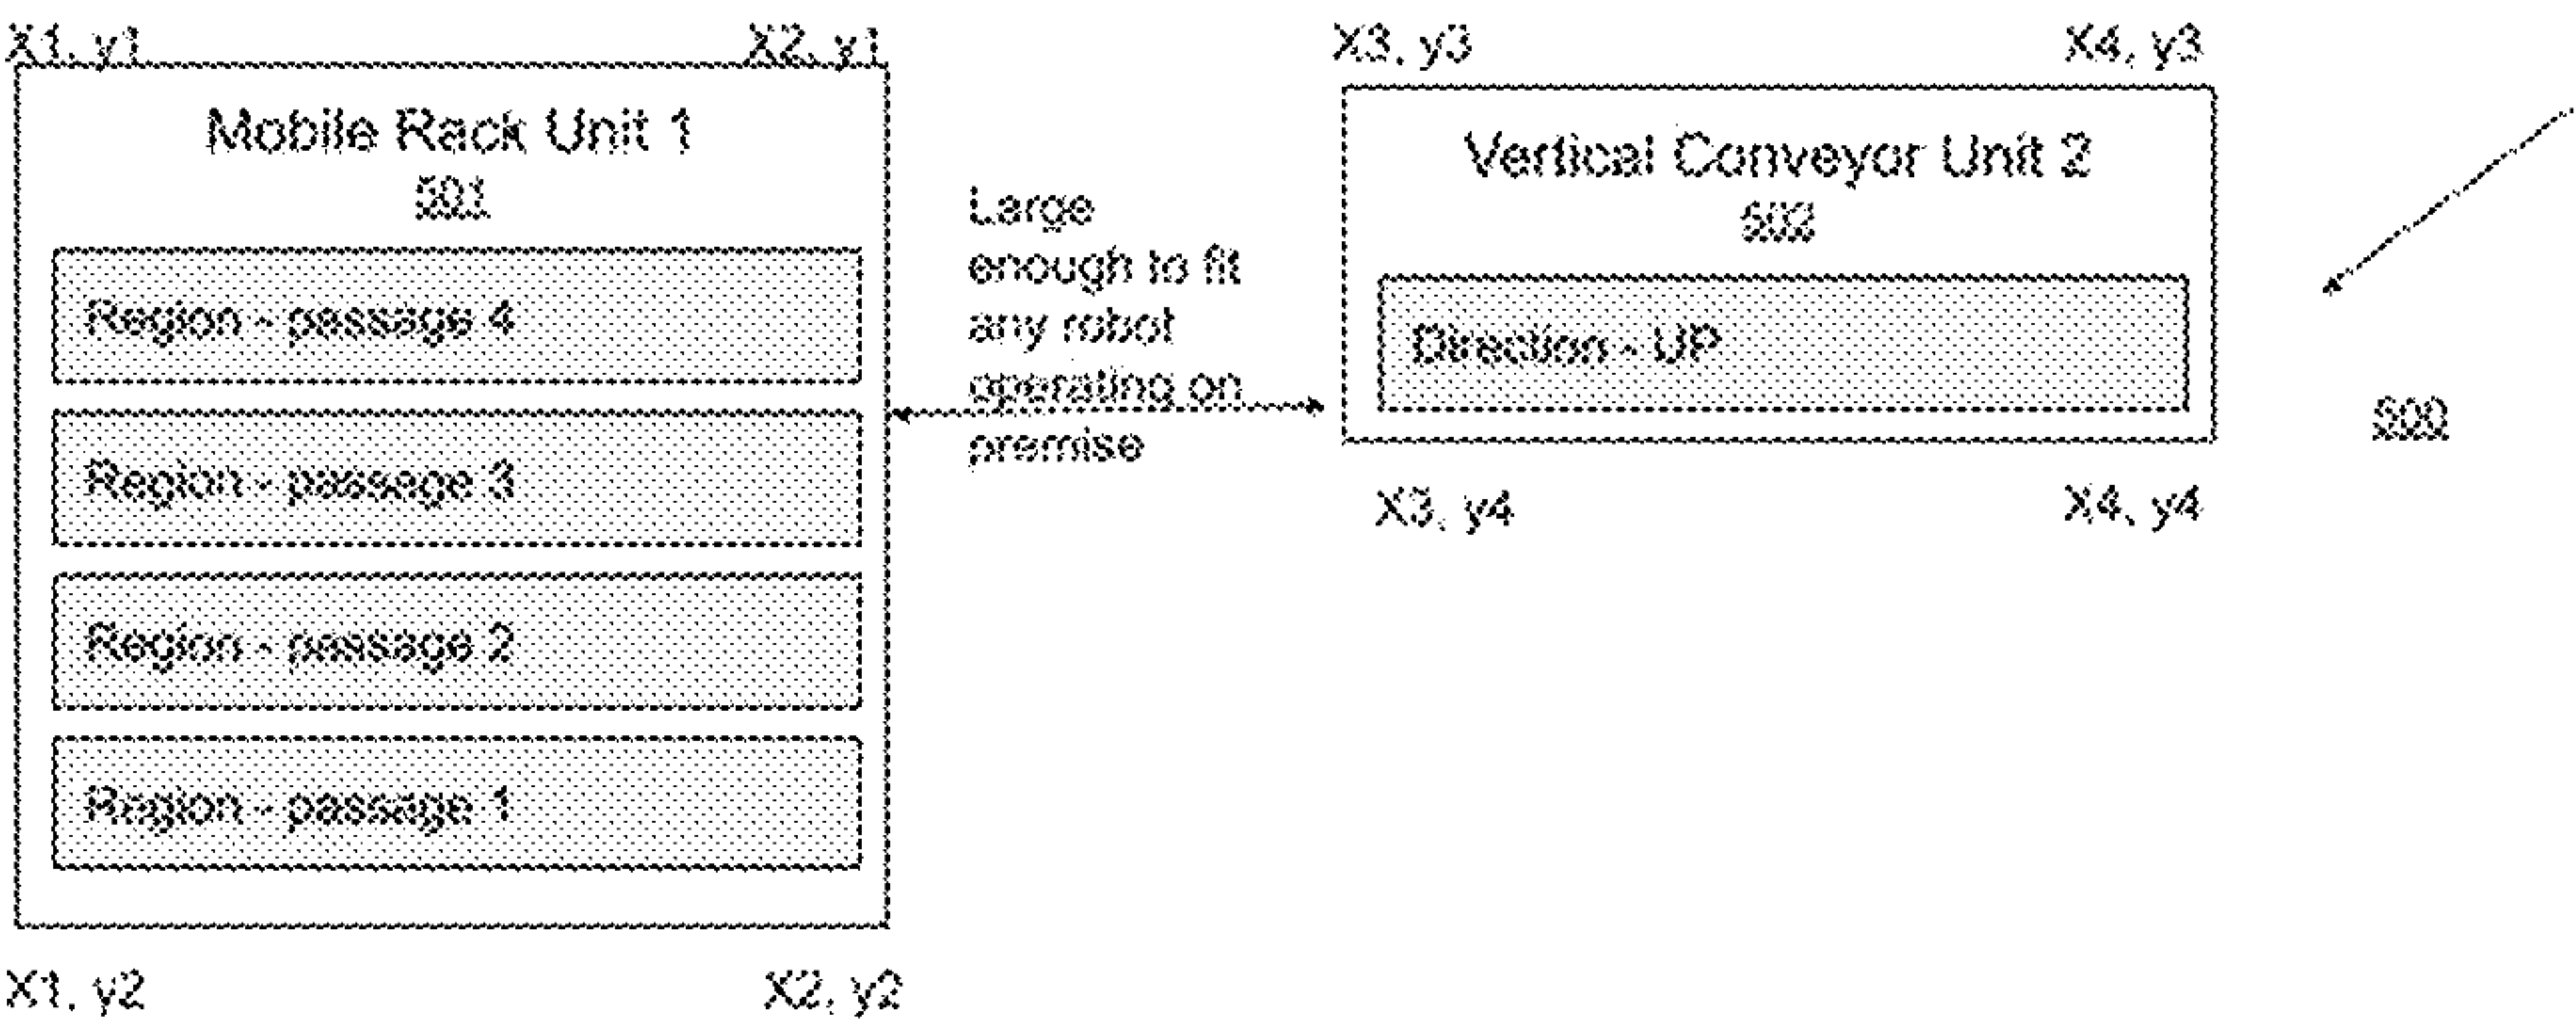 X1, y1
X2, y1
Mobile Rack Unit 1
501
Region - passage 4
Region - passage 3
Region - passage 2
Region - passage 1
X1, y2
X2, y2
Large
enough to fit
any robot
operating on
premise
X3, y3
X4, y3
Vertical Conveyor Unit 2
502
Direction - UP
X3, y4
X4, y4
500